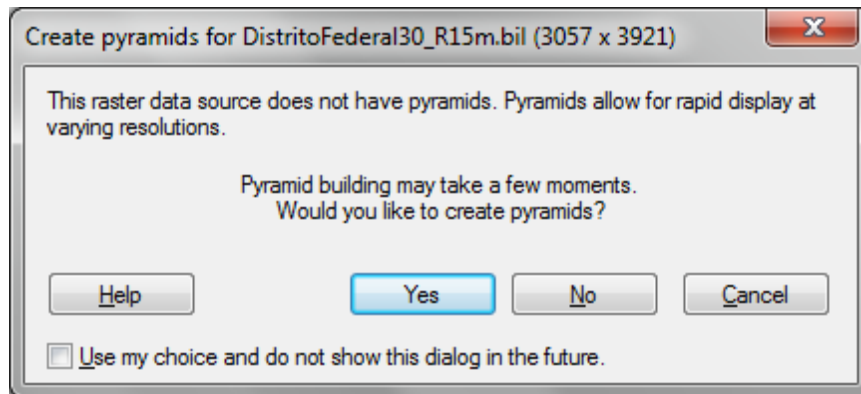 Create pyramids for DistritoFederal30_R15m.bil (3057 x 3921)
This raster data source does not have pyramids. Pyramids allow for rapid display at
varying resolutions.
Pyramid building may take a few moments.
Would you like to create pyramids?
Help Yes No Cancel
Use my choice and do not show this dialog in the future.